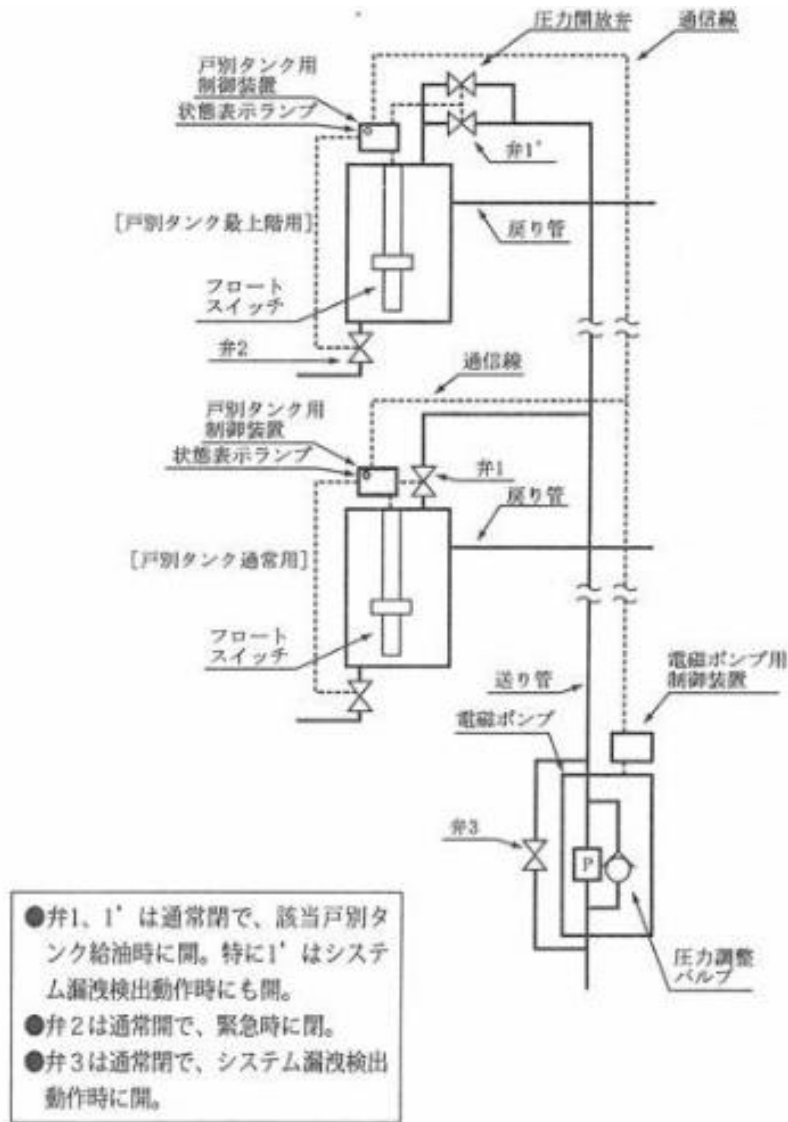 圧力開放弁
通信線
戸別タンク用
制御装置
状態表示ランプ
弁1’
[戸別タンク最上階用]
戻り管
フロート
スイッチ
弁2
通信線
戸別タンク用
制御装置
状態表示ランプ
弁1
戻り管
[戸別タンク通常用]
フロート
スイッチ
送り管
電磁ポンプ用
制御装置
電磁ポンプ
弁3
P
圧力調整
バルブ
●弁1、1’は通常閉で、該当戸別タ
ンク給油時に開。特に1’はシステ
ム漏洩検出動作時にも開。
●弁2は通常開で、緊急時に閉。
●弁3は通常閉で、システム漏洩検出
動作時に開。